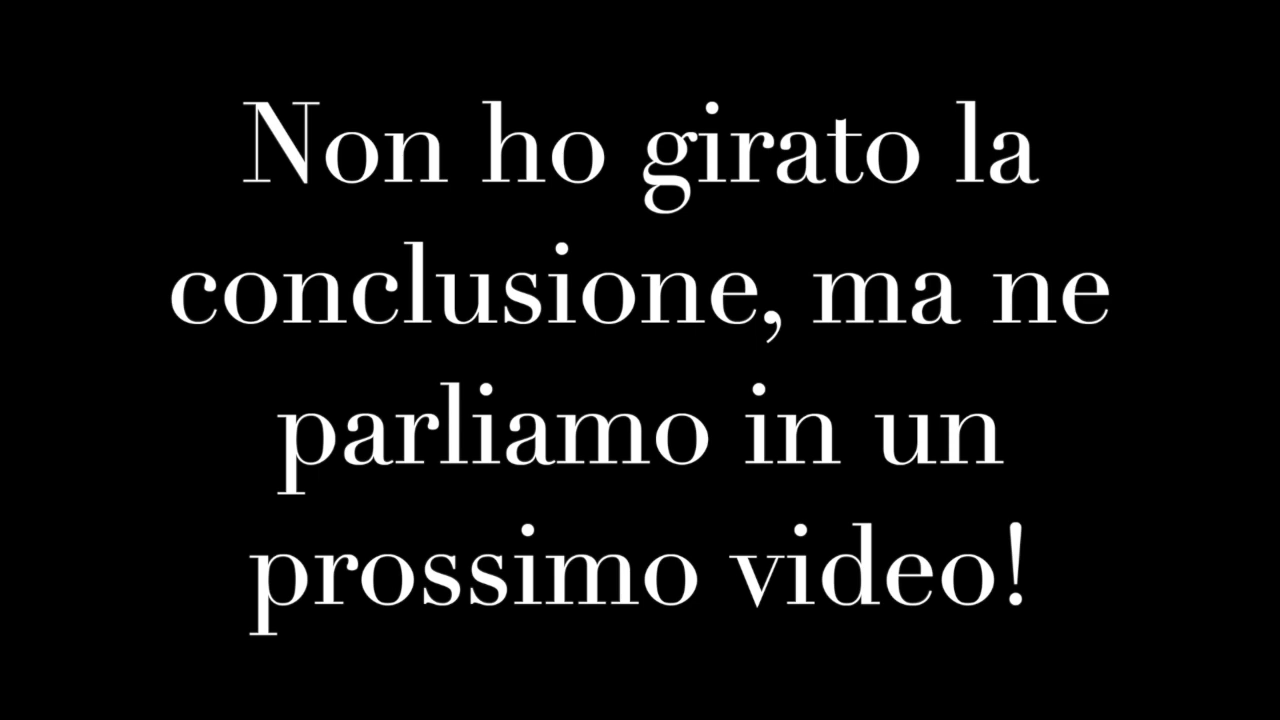 Non ho girato la
conclusione, ma ne
parliamo in un
prossimo video!